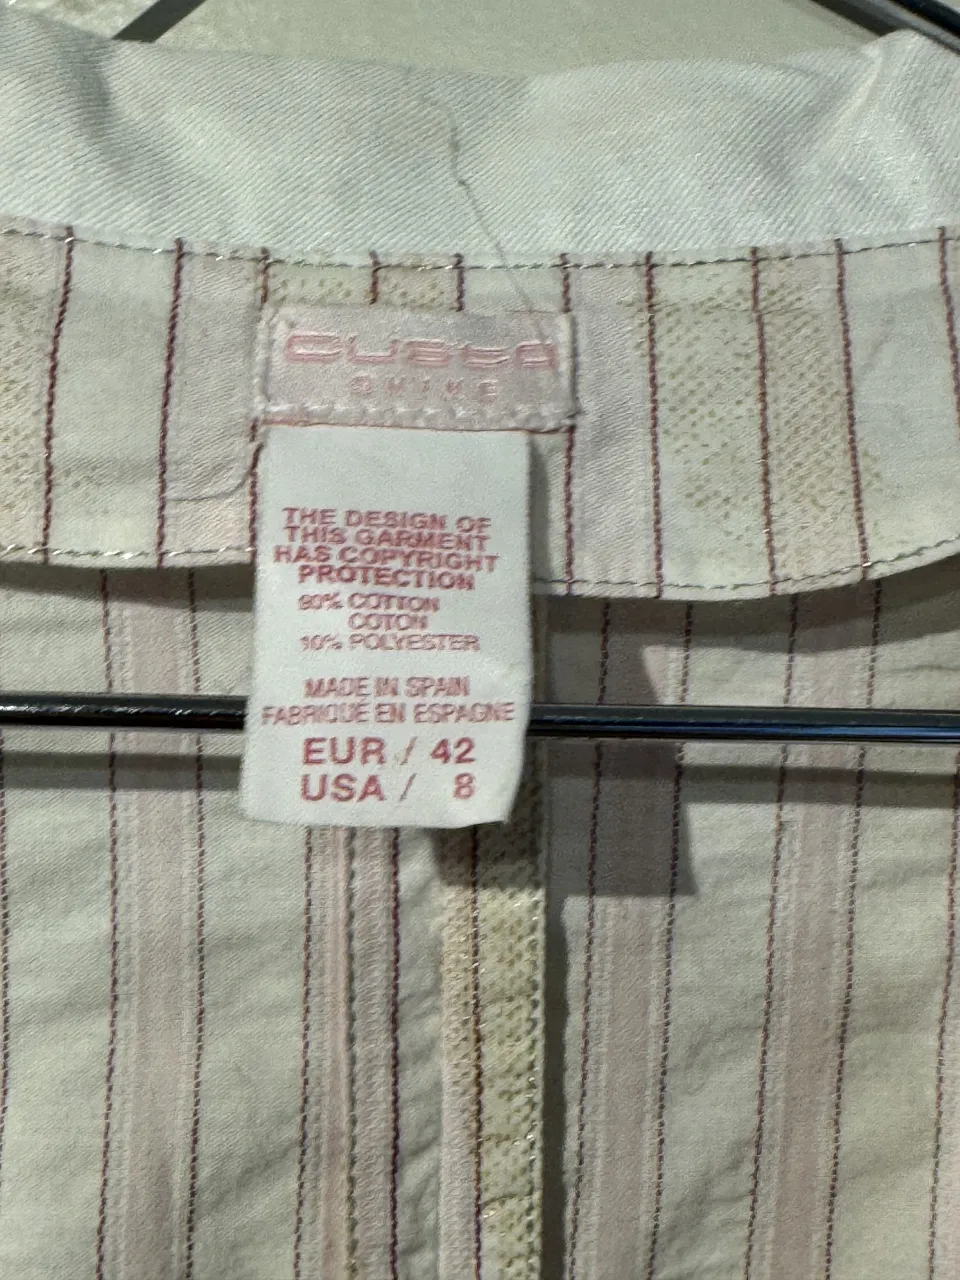 custo
THE DESIGN OF
THIS GARMENT
HAS COPYRIGHT
PROTECTION
90% COTTON
COTON
10% POLYESTER
MADE IN SPAIN
FABRIQUÉ EN ESPAGNE
EUR / 42
USA / 8